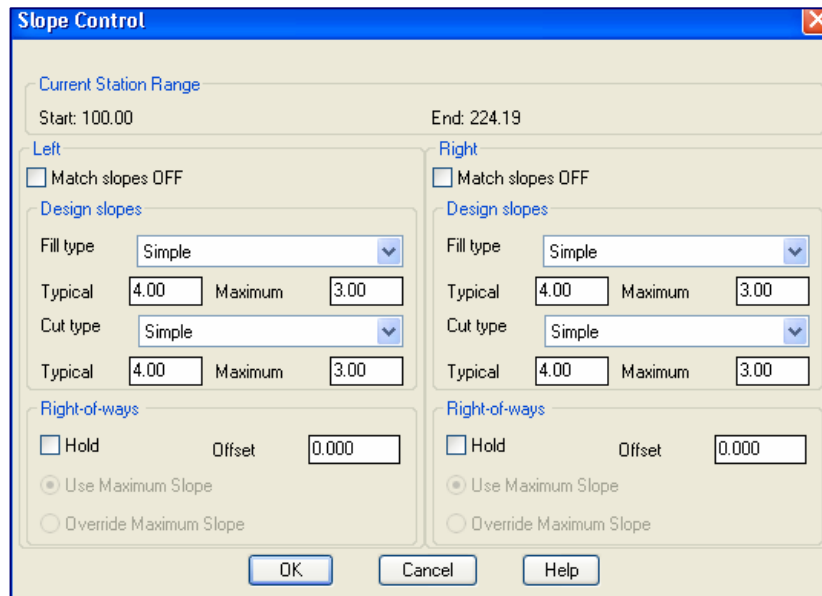 Slope Control
Current Station Range
Start: 100.00 End: 224.19
Left
Match slopes OFF
Design slopes
Fill type Simple
Typical 4.00 Maximum 3.00
Cut type Simple
Typical 4.00 Maximum 3.00
Right-of-ways
Hold Offset 0.000
Use Maximum Slope
Override Maximum Slope
Right
Match slopes OFF
Design slopes
Fill type Simple
Typical 4.00 Maximum 3.00
Cut type Simple
Typical 4.00 Maximum 3.00
Right-of-ways
Hold Offset 0.000
Use Maximum Slope
Override Maximum Slope
OK Cancel Help